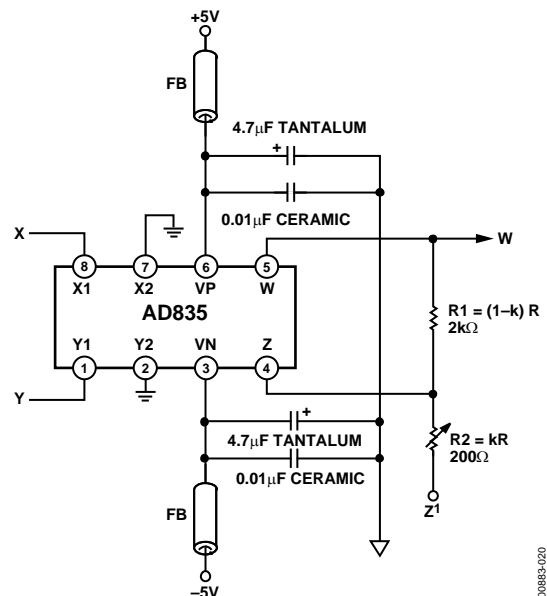 +5V
FB
4.7µF TANTALUM
+
0.01µF CERAMIC
X
W
8
7
6
5
X1
X2
VP
W
AD835
R1 = (1–k) R
2kΩ
Y1
Y2
VN
Z
1
2
3
4
Y
+
4.7µF TANTALUM
R2 = kR
200Ω
0.01µF CERAMIC
Z1
FB
–5V
00883-020